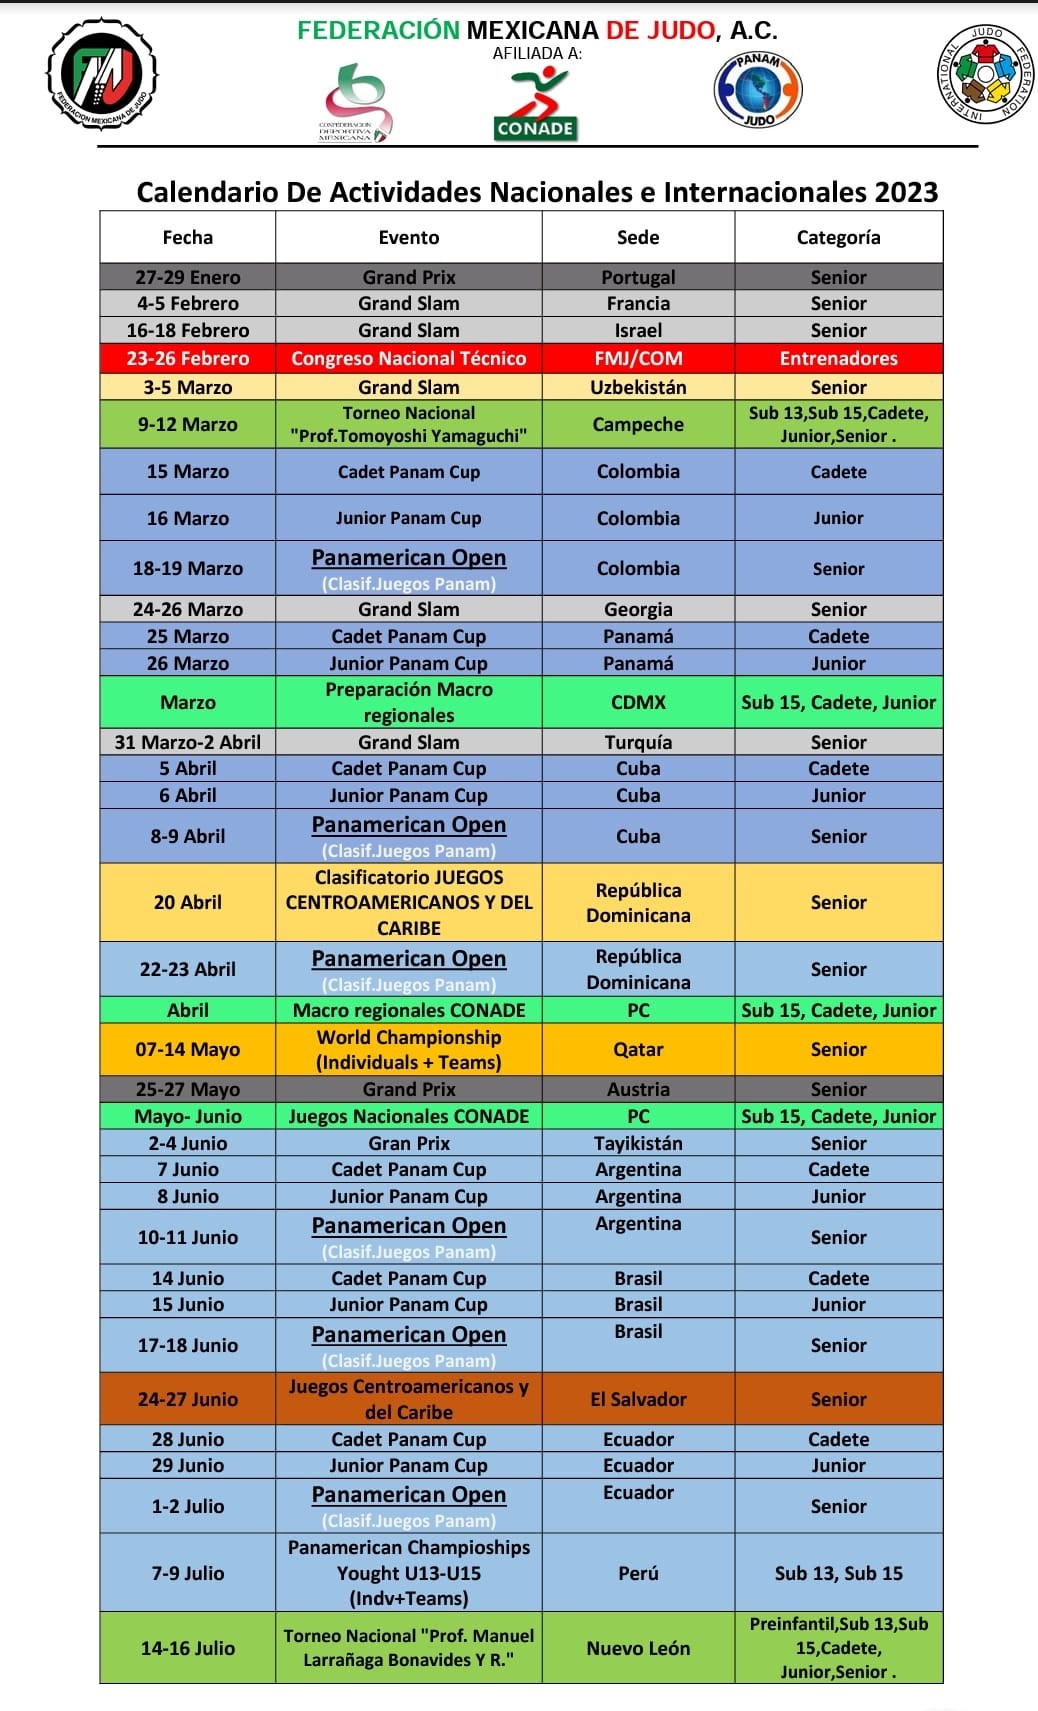 FEDERACIÓN MEXICANA DE JUDO, A.C.
AFILIADA A:
FMJ
FEDERACION MEXICANA DE JUDO
CONFEDERACIÓN
DEPORTIVA
MEXICANA
CONADE
PANAM
JUDO
INTERNATIONAL JUDO FEDERATION
Calendario De Actividades Nacionales e Internacionales 2023
Fecha Evento Sede Categoría
27-29 Enero Grand Prix Portugal Senior
4-5 Febrero Grand Slam Francia Senior
16-18 Febrero Grand Slam Israel Senior
23-26 Febrero Congreso Nacional Técnico FMJ/COM Entrenadores
3-5 Marzo Grand Slam Uzbekistán Senior
9-12 Marzo Torneo Nacional
"Prof.Tomoyoshi Yamaguchi" Campeche Sub 13,Sub 15,Cadete,
Junior,Senior .
15 Marzo Cadet Panam Cup Colombia Cadete
16 Marzo Junior Panam Cup Colombia Junior
18-19 Marzo Panamerican Open
(Clasif.Juegos Panam) Colombia Senior
24-26 Marzo Grand Slam Georgia Senior
25 Marzo Cadet Panam Cup Panamá Cadete
26 Marzo Junior Panam Cup Panamá Junior
Marzo Preparación Macro
regionales CDMX Sub 15, Cadete, Junior
31 Marzo-2 Abril Grand Slam Turquía Senior
5 Abril Cadet Panam Cup Cuba Cadete
6 Abril Junior Panam Cup Cuba Junior
8-9 Abril Panamerican Open
(Clasif.Juegos Panam) Cuba Senior
20 Abril Clasificatorio JUEGOS
CENTROAMERICANOS Y DEL
CARIBE República
Dominicana Senior
22-23 Abril Panamerican Open
(Clasif.Juegos Panam) República
Dominicana Senior
Abril Macro regionales CONADE PC Sub 15, Cadete, Junior
07-14 Mayo World Championship
(Individuals + Teams) Qatar Senior
25-27 Mayo Grand Prix Austria Senior
Mayo- Junio Juegos Nacionales CONADE PC Sub 15, Cadete, Junior
2-4 Junio Gran Prix Tayikistán Senior
7 Junio Cadet Panam Cup Argentina Cadete
8 Junio Junior Panam Cup Argentina Junior
10-11 Junio Panamerican Open
(Clasif.Juegos Panam) Argentina Senior
14 Junio Cadet Panam Cup Brasil Cadete
15 Junio Junior Panam Cup Brasil Junior
17-18 Junio Panamerican Open
(Clasif.Juegos Panam) Brasil Senior
24-27 Junio Juegos Centroamericanos y
del Caribe El Salvador Senior
28 Junio Cadet Panam Cup Ecuador Cadete
29 Junio Junior Panam Cup Ecuador Junior
1-2 Julio Panamerican Open
(Clasif.Juegos Panam) Ecuador Senior
7-9 Julio Panamerican Champioships
Yought U13-U15
(Indv+Teams) Perú Sub 13, Sub 15
14-16 Julio Torneo Nacional "Prof. Manuel
Larrañaga Bonavides Y R." Nuevo León Preinfantil,Sub 13,Sub
15,Cadete,
Junior,Senior .